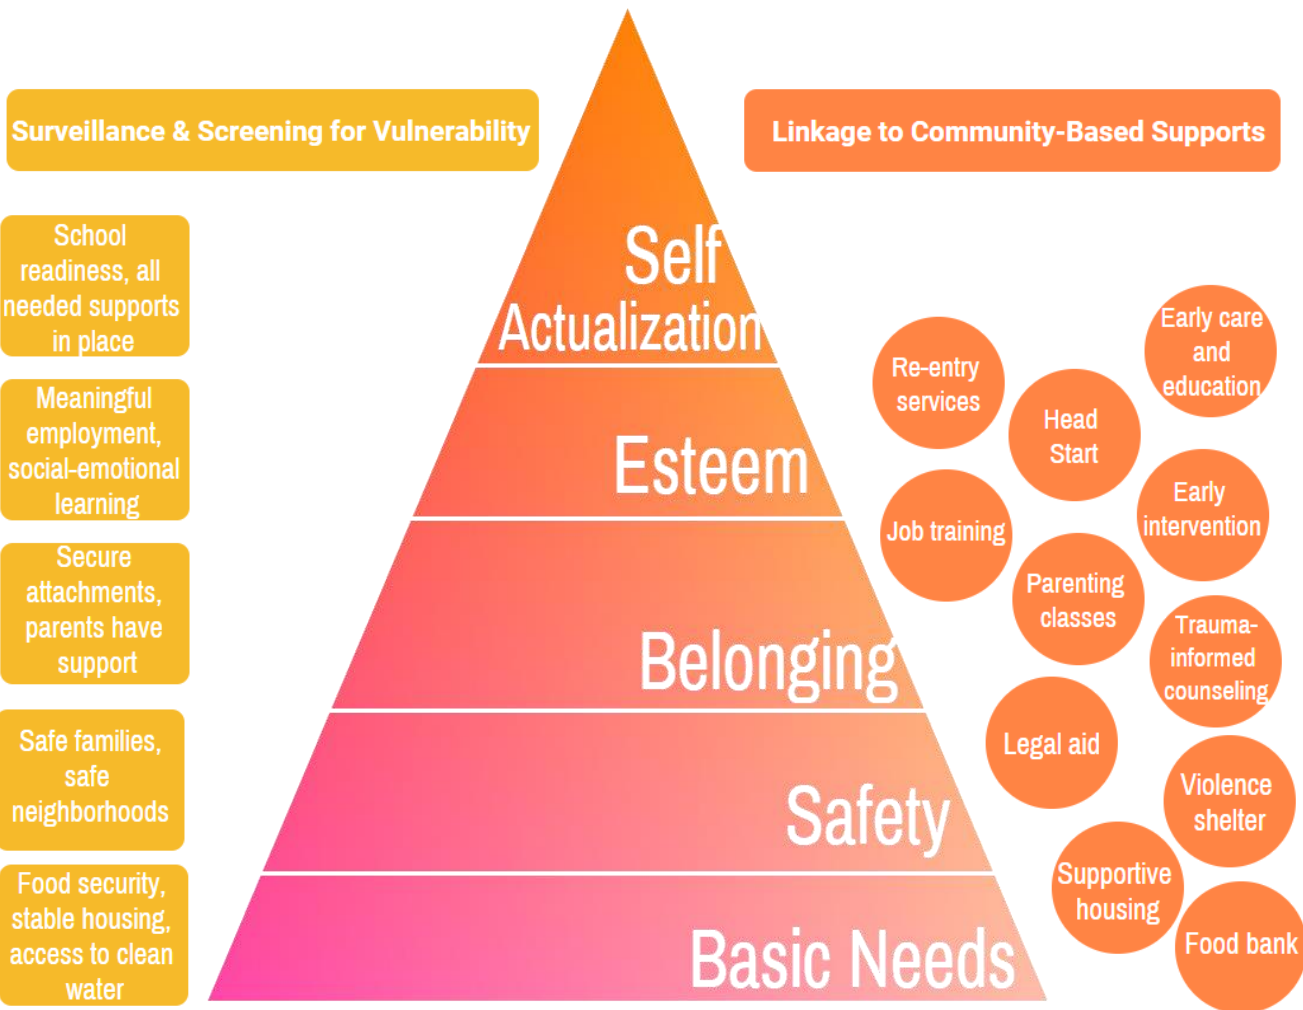 Surveillance & Screening for Vulnerability
Linkage to Community-Based Supports
School
readiness, all
needed supports
in place
Meaningful
employment,
social-emotional
learning
Secure
attachments,
parents have
support
Safe families,
safe
neighborhoods
Food security,
stable housing,
access to clean
water
Self
Actualization
Esteem
Belonging
Safety
Basic Needs
Re-entry
services
Early care
and
education
Head
Start
Job training
Early
intervention
Parenting
classes
Trauma-
informed
counseling
Legal aid
Violence
shelter
Supportive
housing
Food bank